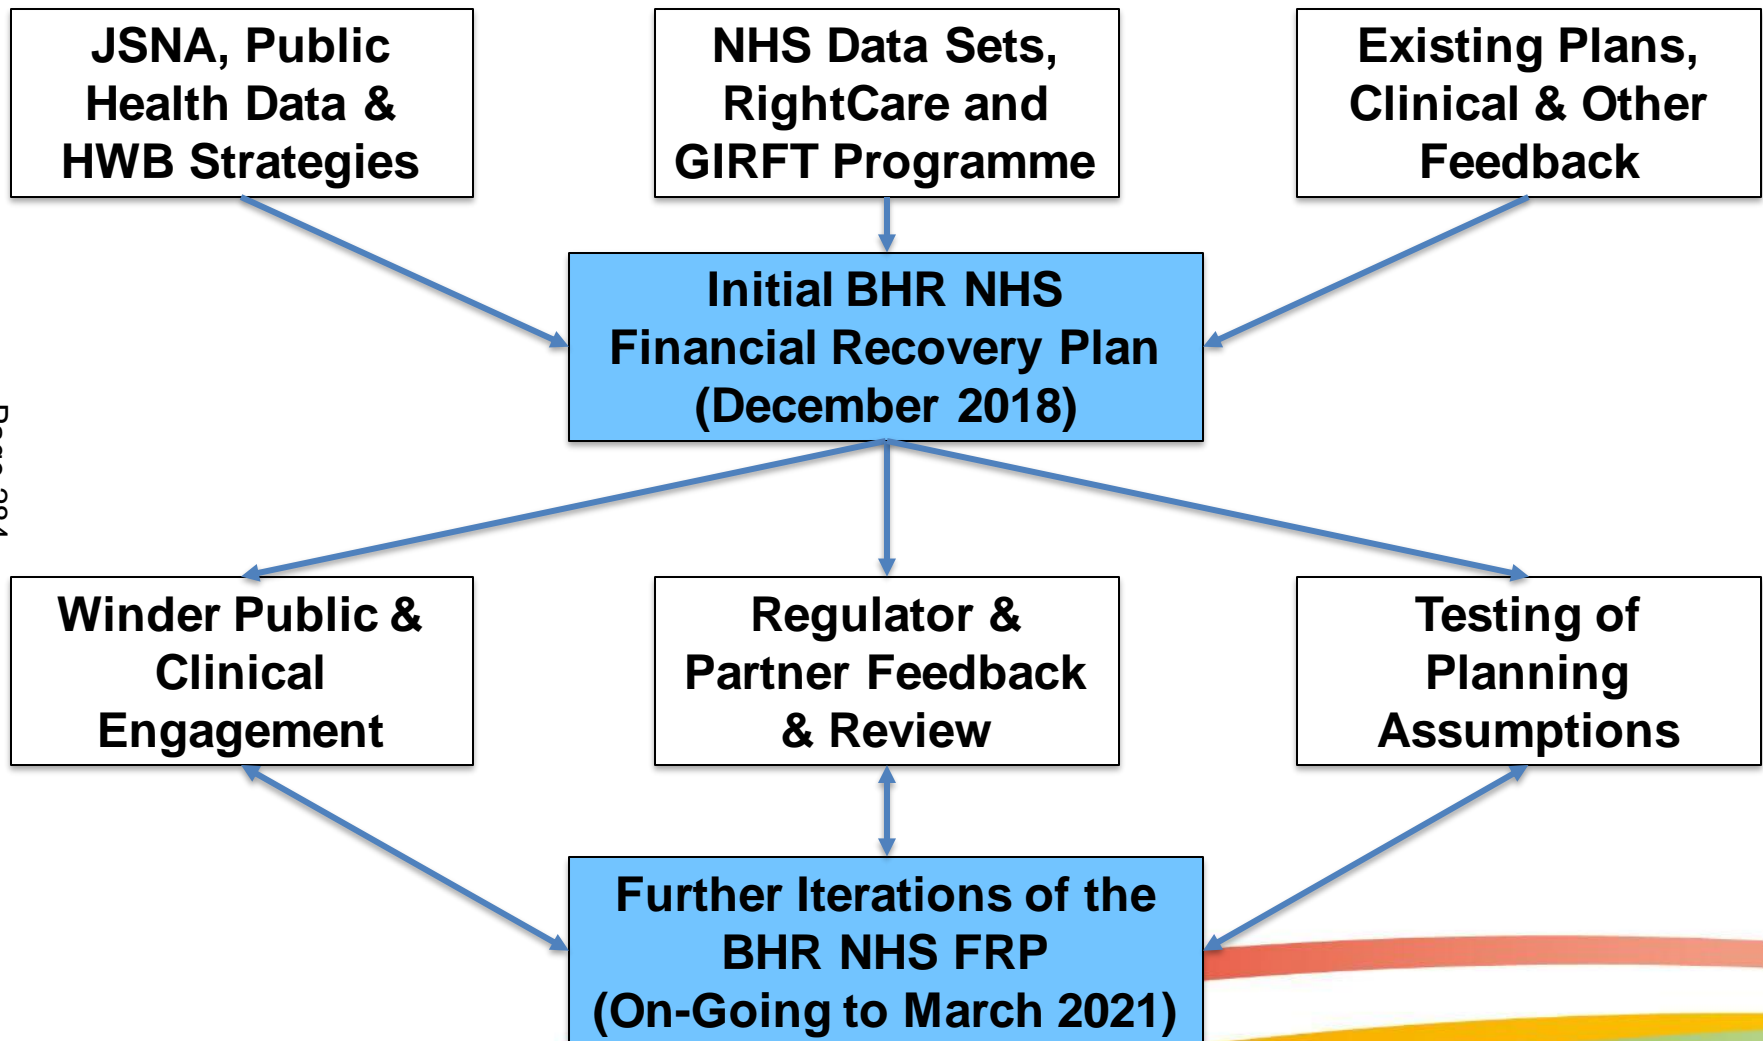 JSNA, Public
Health Data &
HWB Strategies
NHS Data Sets,
RightCare and
GIRFT Programme
Existing Plans,
Clinical & Other
Feedback
Initial BHR NHS
Financial Recovery Plan
(December 2018)
Winder Public &
Clinical
Engagement
Regulator &
Partner Feedback
& Review
Testing of
Planning
Assumptions
Further Iterations of the
BHR NHS FRP
(On-Going to March 2021)